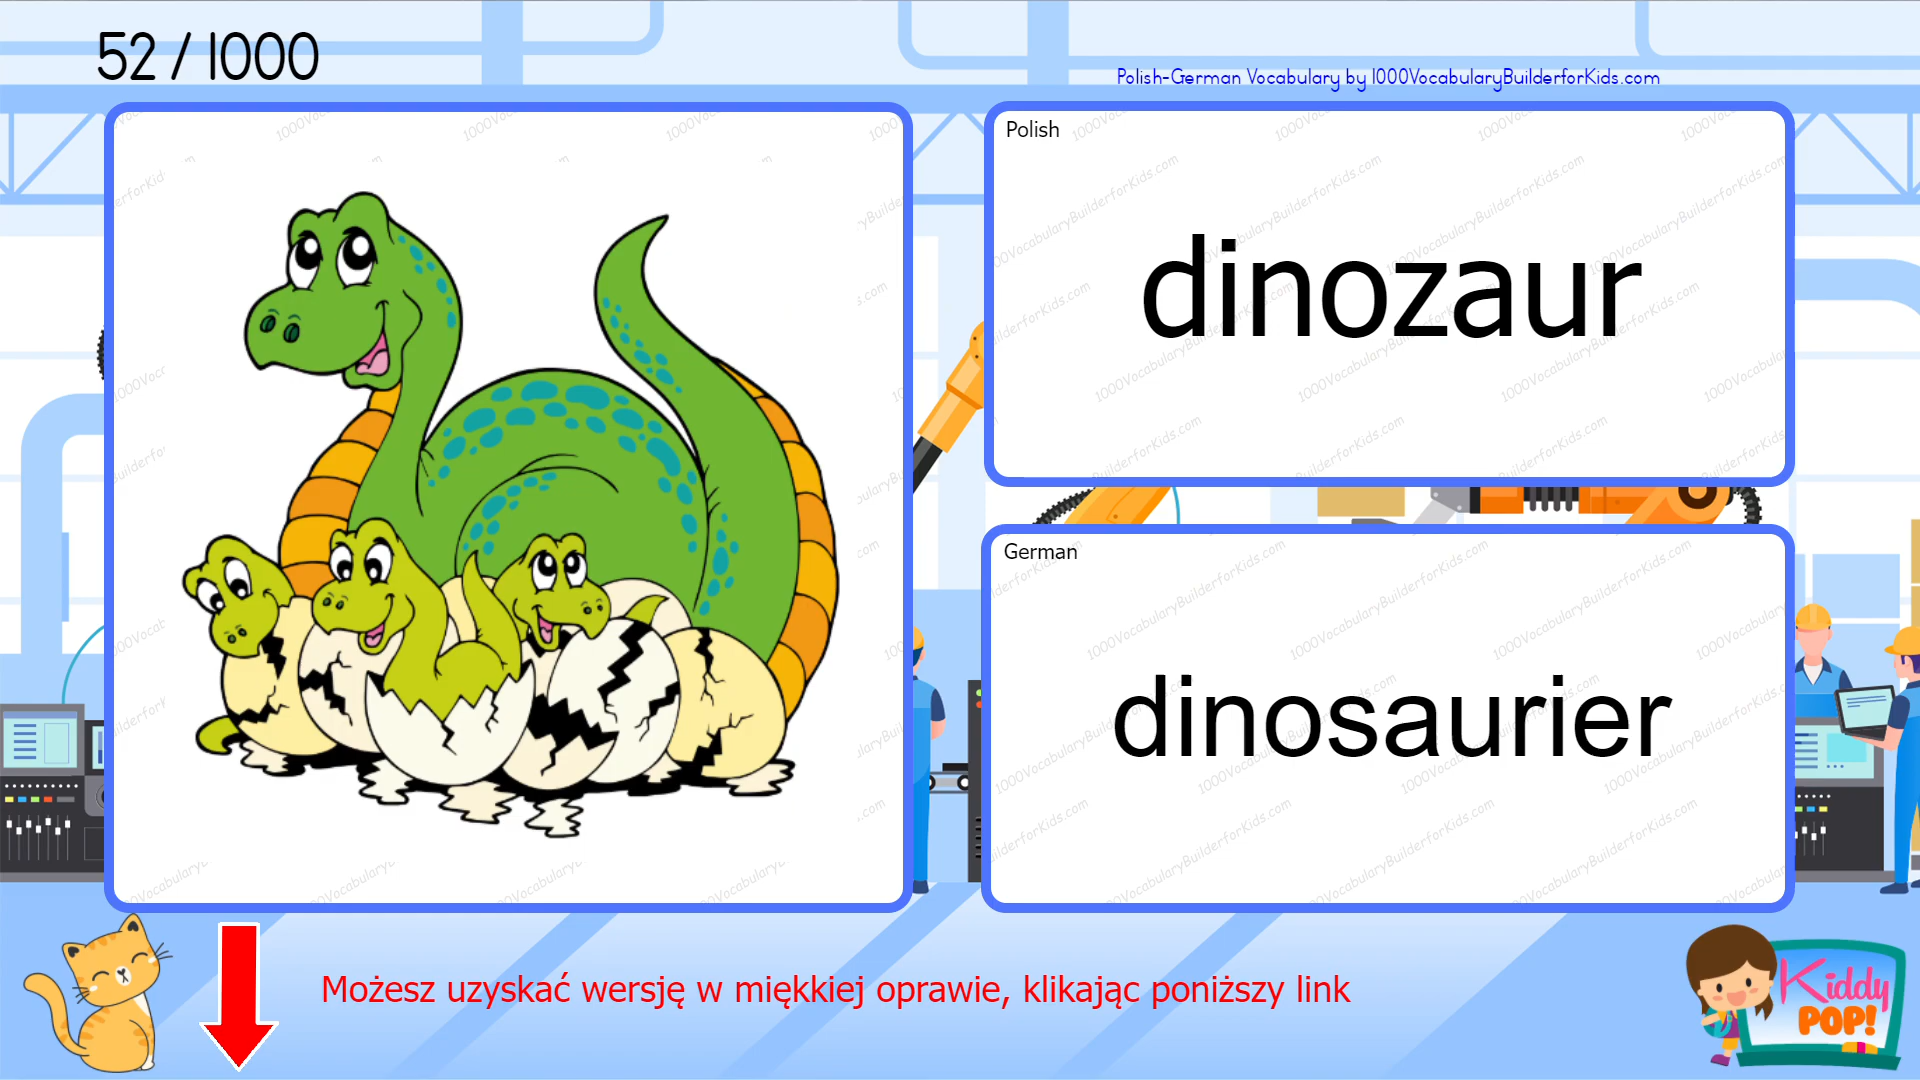 52 / 1000
Polish-German Vocabulary by 1000VocabularyBuilderforKids.com
Polish
dinozaur
German
dinosaurier
Możesz uzyskać wersję w miękkiej oprawie, klikając poniższy link
Kiddy
POP!